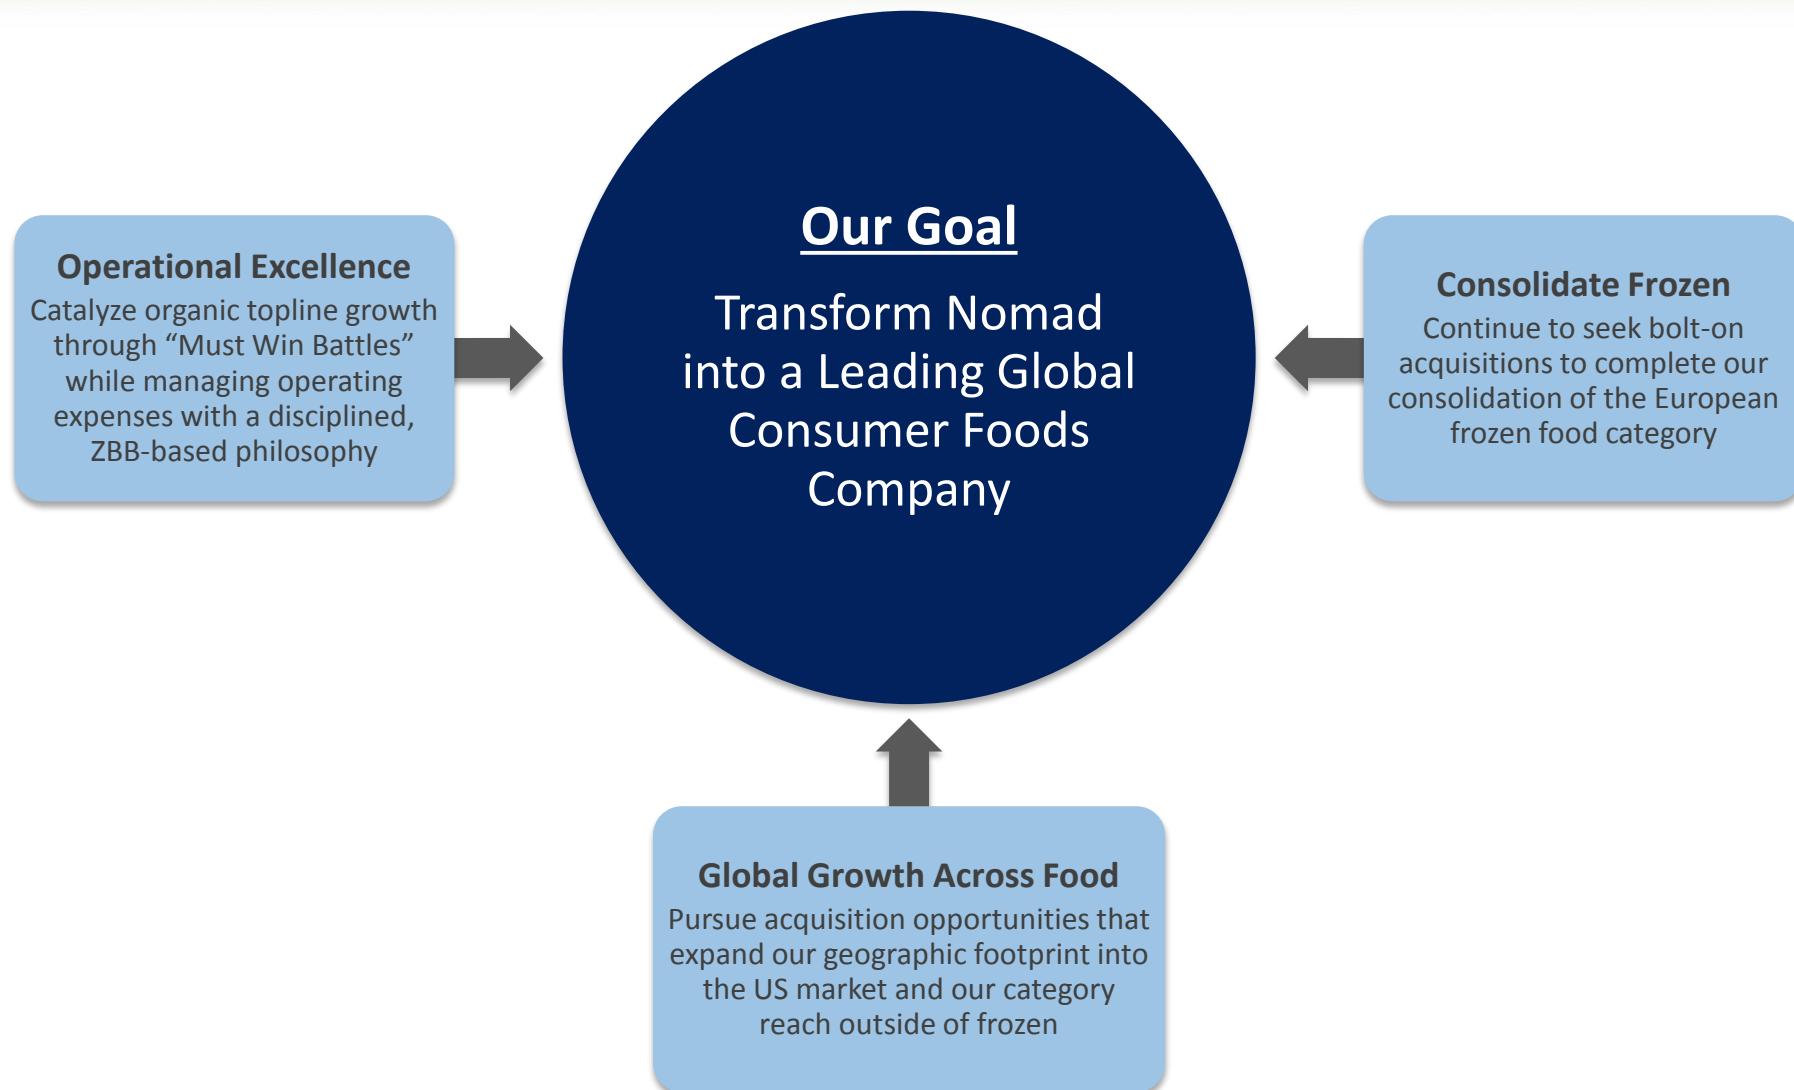 Our Goal
Transform Nomad
into a Leading Global
Consumer Foods
Company
Operational Excellence
Catalyze organic topline growth
through “Must Win Battles”
while managing operating
expenses with a disciplined,
ZBB-based philosophy
Consolidate Frozen
Continue to seek bolt-on
acquisitions to complete our
consolidation of the European
frozen food category
Global Growth Across Food
Pursue acquisition opportunities that
expand our geographic footprint into
the US market and our category
reach outside of frozen